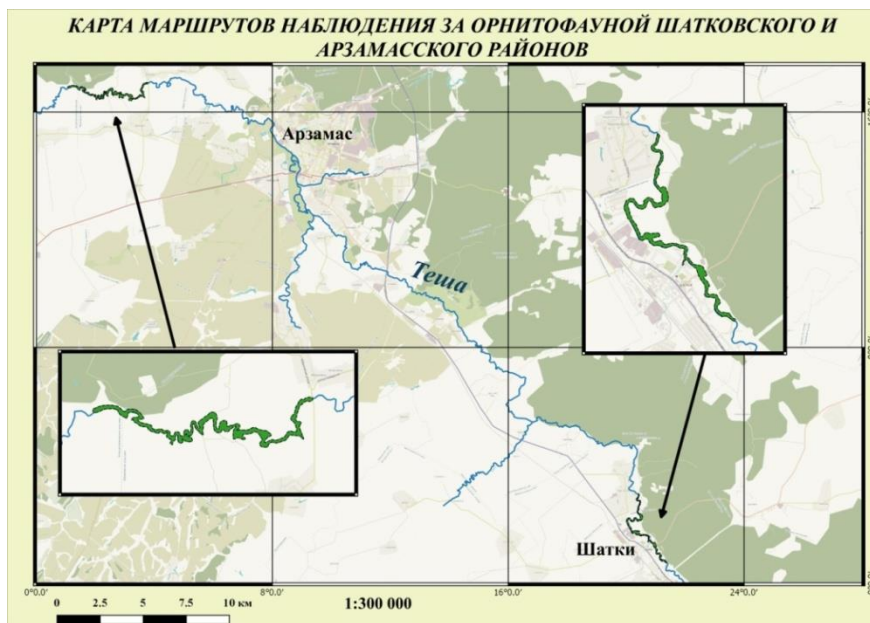 КАРТА МАРШРУТОВ НАБЛЮДЕНИЯ ЗА ОРНИТОФАУНОЙ ШАТКОВСКОГО И
АРЗАМАССКОГО РАЙОНОВ
Арзамас
Теша
Шатки
0°0.0' 8°0.0' 16°0.0' 24°0.0'
0 2.5 5 7.5 10 км
1:300 000